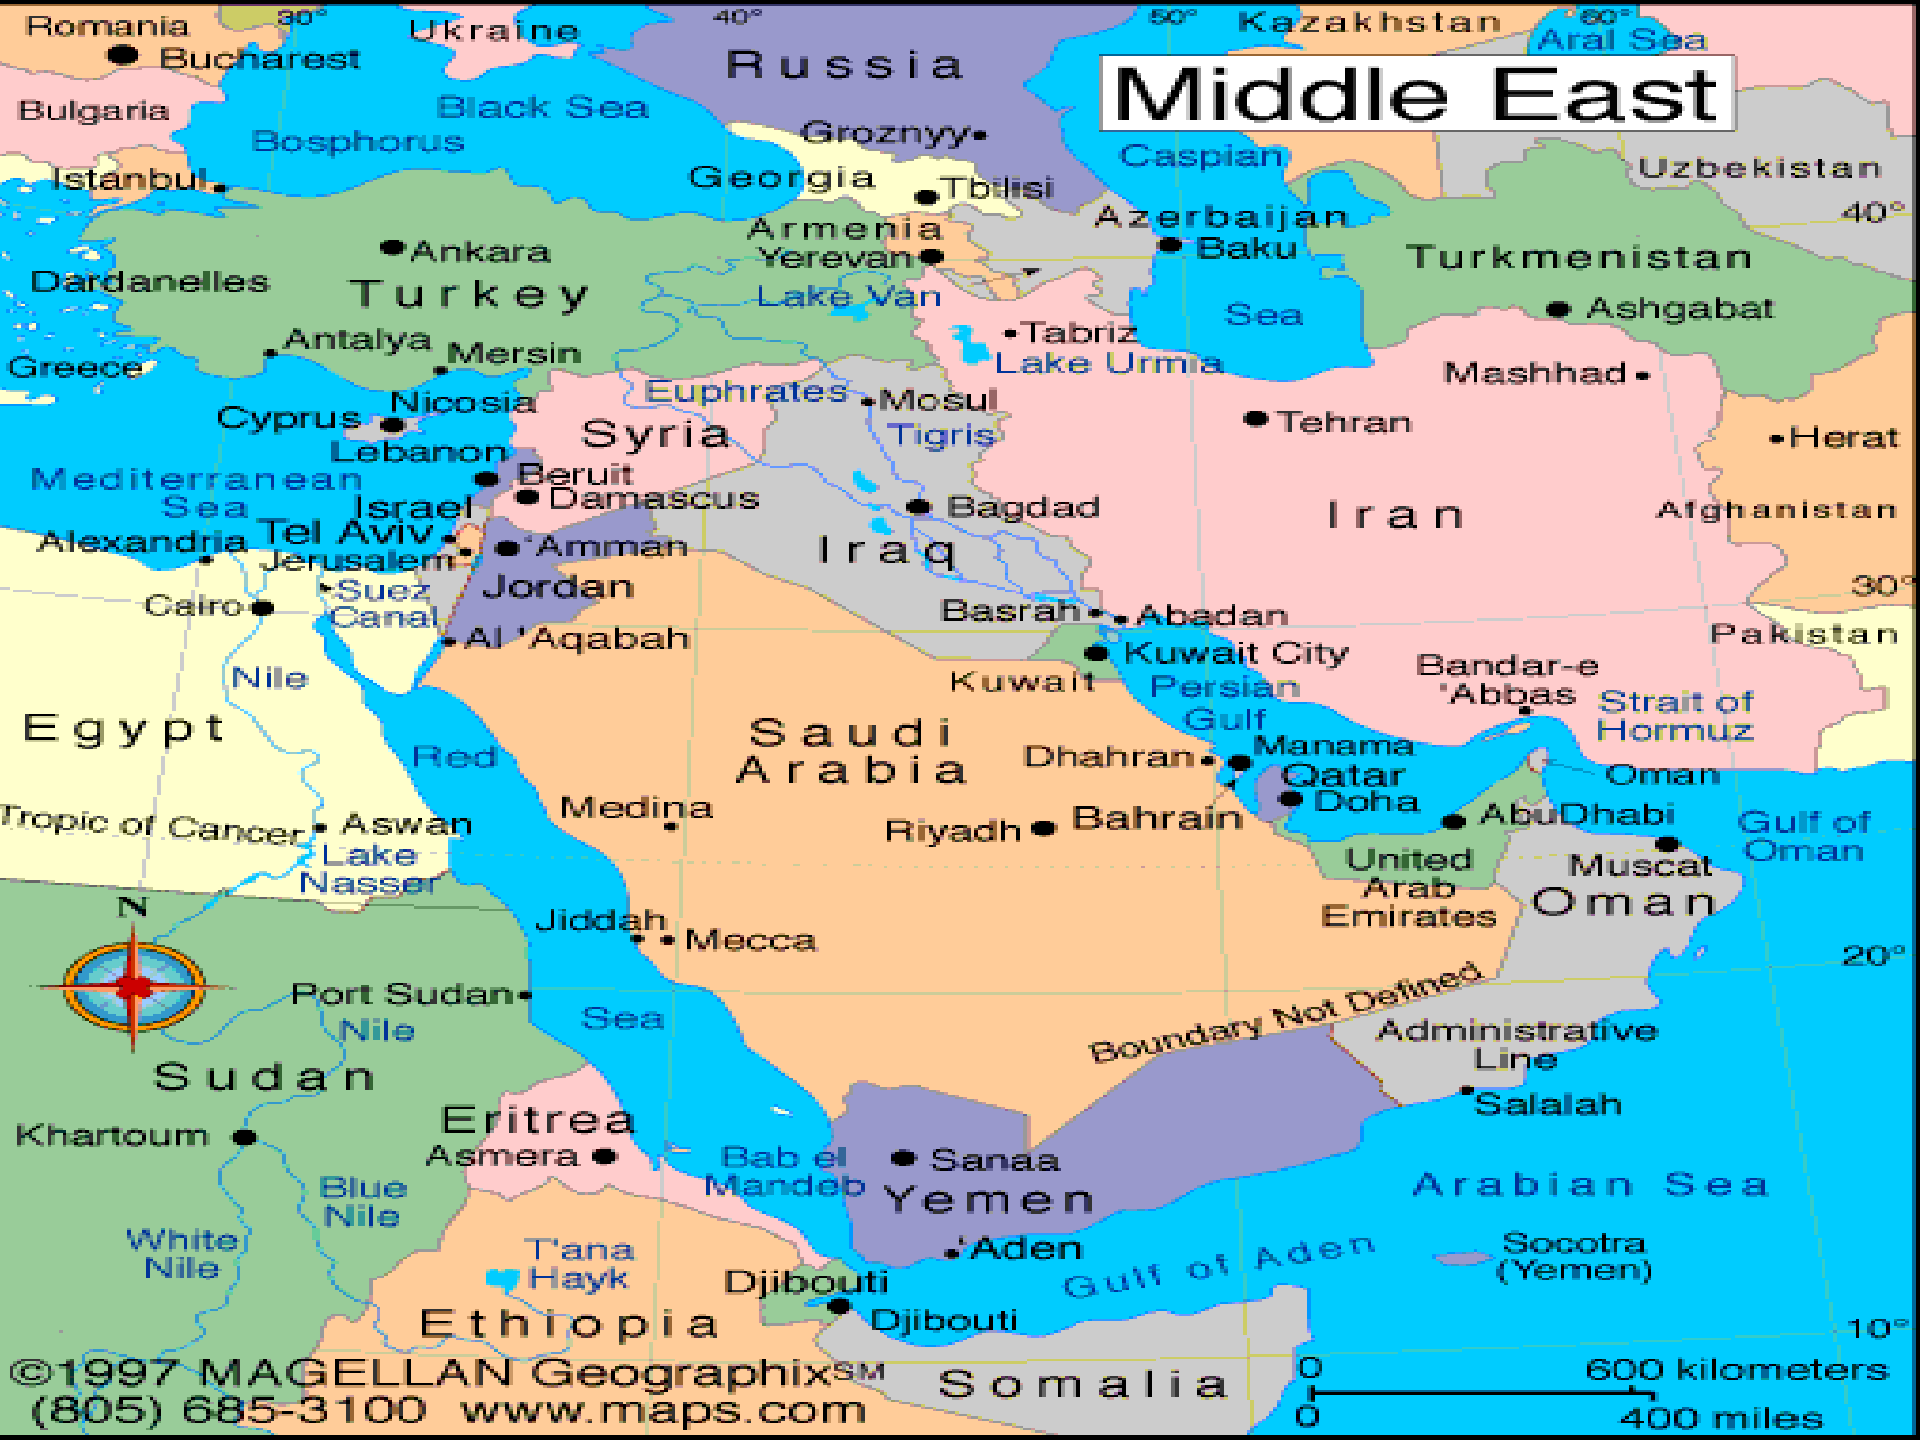 Romania
30°
Ukraine
40°
50°
Kazakhstan
60°
Aral Sea
Bucharest
Russia
Middle East
Bulgaria
Black Sea
Bosphorus
Groznyy
Caspian
Uzbekistan
Istanbul
Georgia
Tbilisi
40°
Armenia
Azerbaijan
Ankara
Yerevan
Baku
Turkmenistan
Dardanelles
Turkey
Lake Van
Sea
Ashgabat
Antalya
Mersin
Tabriz
Lake Urmia
Greece
Mashhad
Euphrates
Nicosia
Mosul
Cyprus
Syria
Tigris
Tehran
Herat
Lebanon
Mediterranean
Sea
Beruit
Damascus
Israel
Bagdad
Iran
Afghanistan
Alexandria
Tel Aviv
'Amman
Iraq
Jerusalem
Suez
Canal
Jordan
30°
Cairo
Basrah
Abadan
Al 'Aqabah
Pakistan
Kuwait City
Nile
Kuwait
Persian
Gulf
Bandar-e
'Abbas
Strait of
Hormuz
Egypt
Red
Saudi
Arabia
Dhahran
Manama
Qatar
Oman
Doha
Medina
Riyadh
Bahrain
AbuDhabi
Gulf of
Oman
Tropic of Cancer
Aswan
Lake
Nasser
United
Arab
Emirates
Muscat
Oman
N
Jiddah
Mecca
20°
Port Sudan
Nile
Sea
Boundary Not Defined
Administrative
Line
Sudan
Salalah
Eritrea
Khartoum
Asmera
Bab el
Mandeb
Sanaa
Yemen
Arabian Sea
Blue
Nile
White
Nile
T'ana
Hayk
'Aden
Gulf of Aden
Socotra
(Yemen)
Djibouti
Djibouti
Ethiopia
10°
Somalia
0
600 kilometers
0
400 miles
©1997 MAGELLAN Geographix SM
(805) 685-3100 www.maps.com